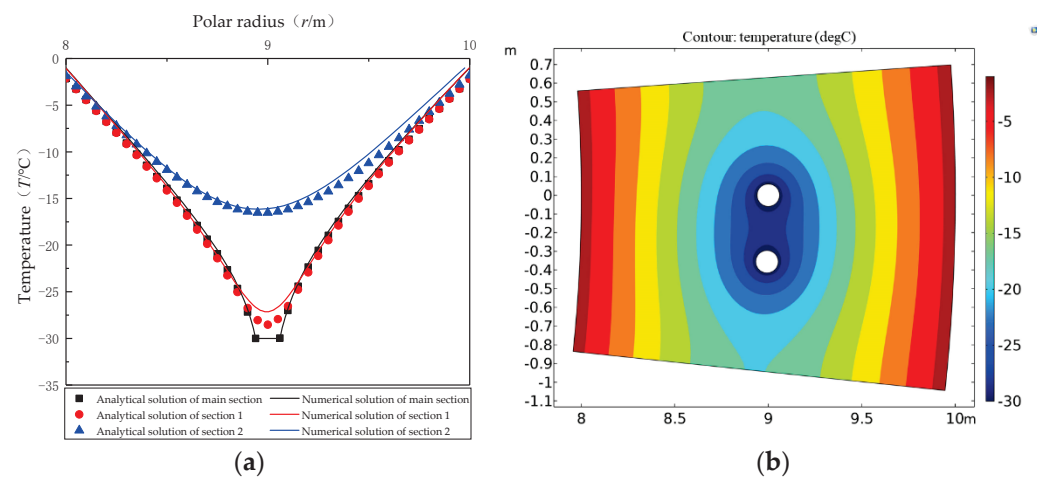 Polar radius（r/m）
8 9 10
0
−5
−10
−15
−20
−25
−30
−35
Temperature（T/°C）
Analytical solution of main section
Numerical solution of main section
Analytical solution of section 1
Numerical solution of section 1
Analytical solution of section 2
Numerical solution of section 2
(a)
Contour: temperature (degC)
m
0.7
0.6
0.5
0.4
0.3
0.2
0.1
0
-0.1
-0.2
-0.3
-0.4
-0.5
-0.6
-0.7
-0.8
-0.9
-1
-1.1
8 8.5 9 9.5 10m
-5
-10
-15
-20
-25
-30
(b)